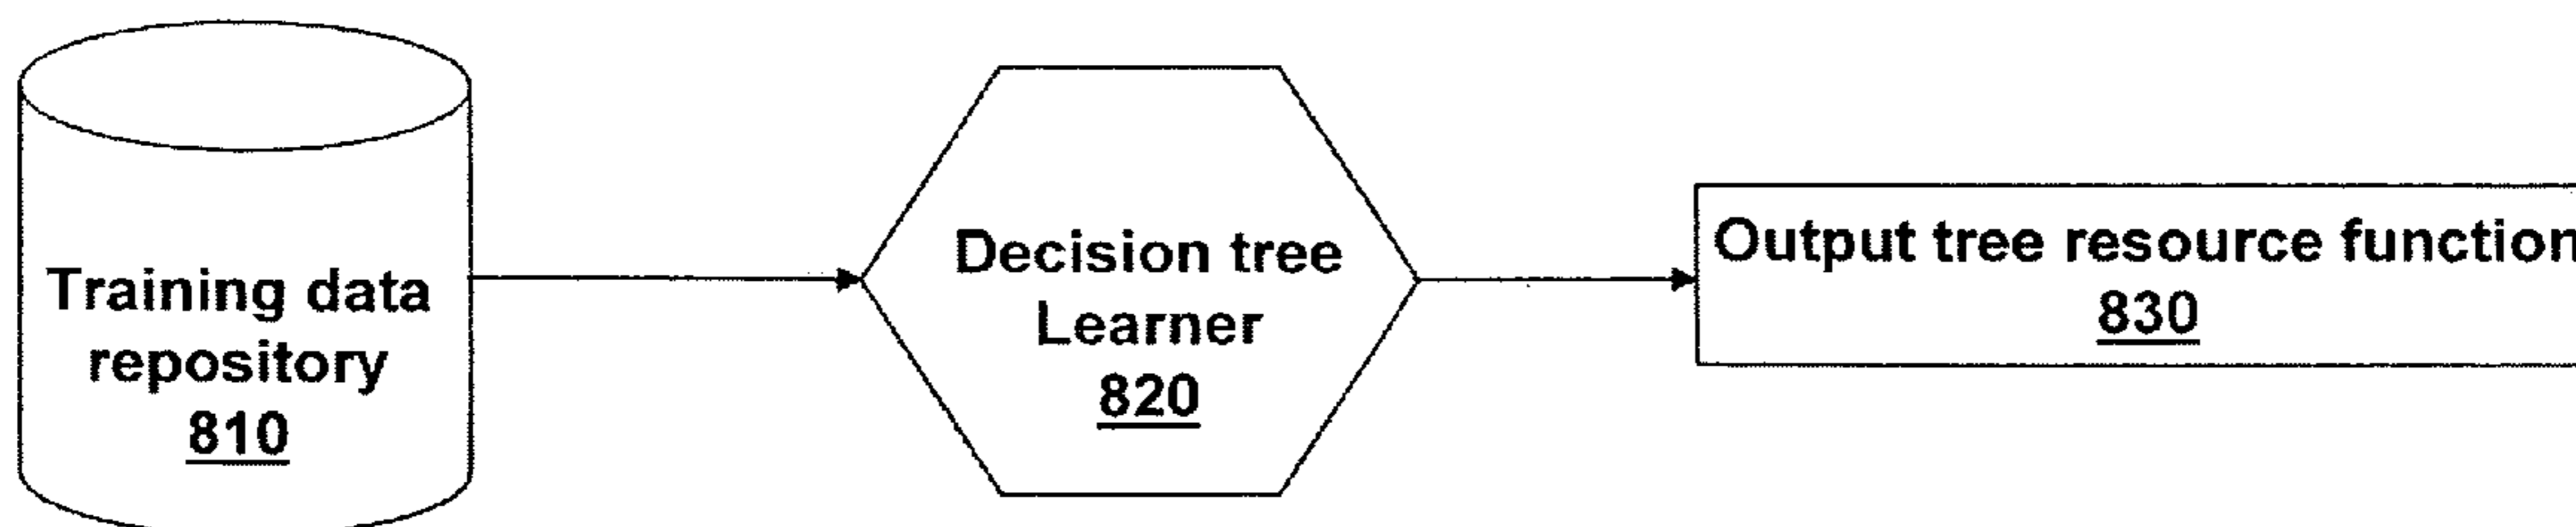 Training data
repository
810
Decision tree
Learner
820
Output tree resource function
830